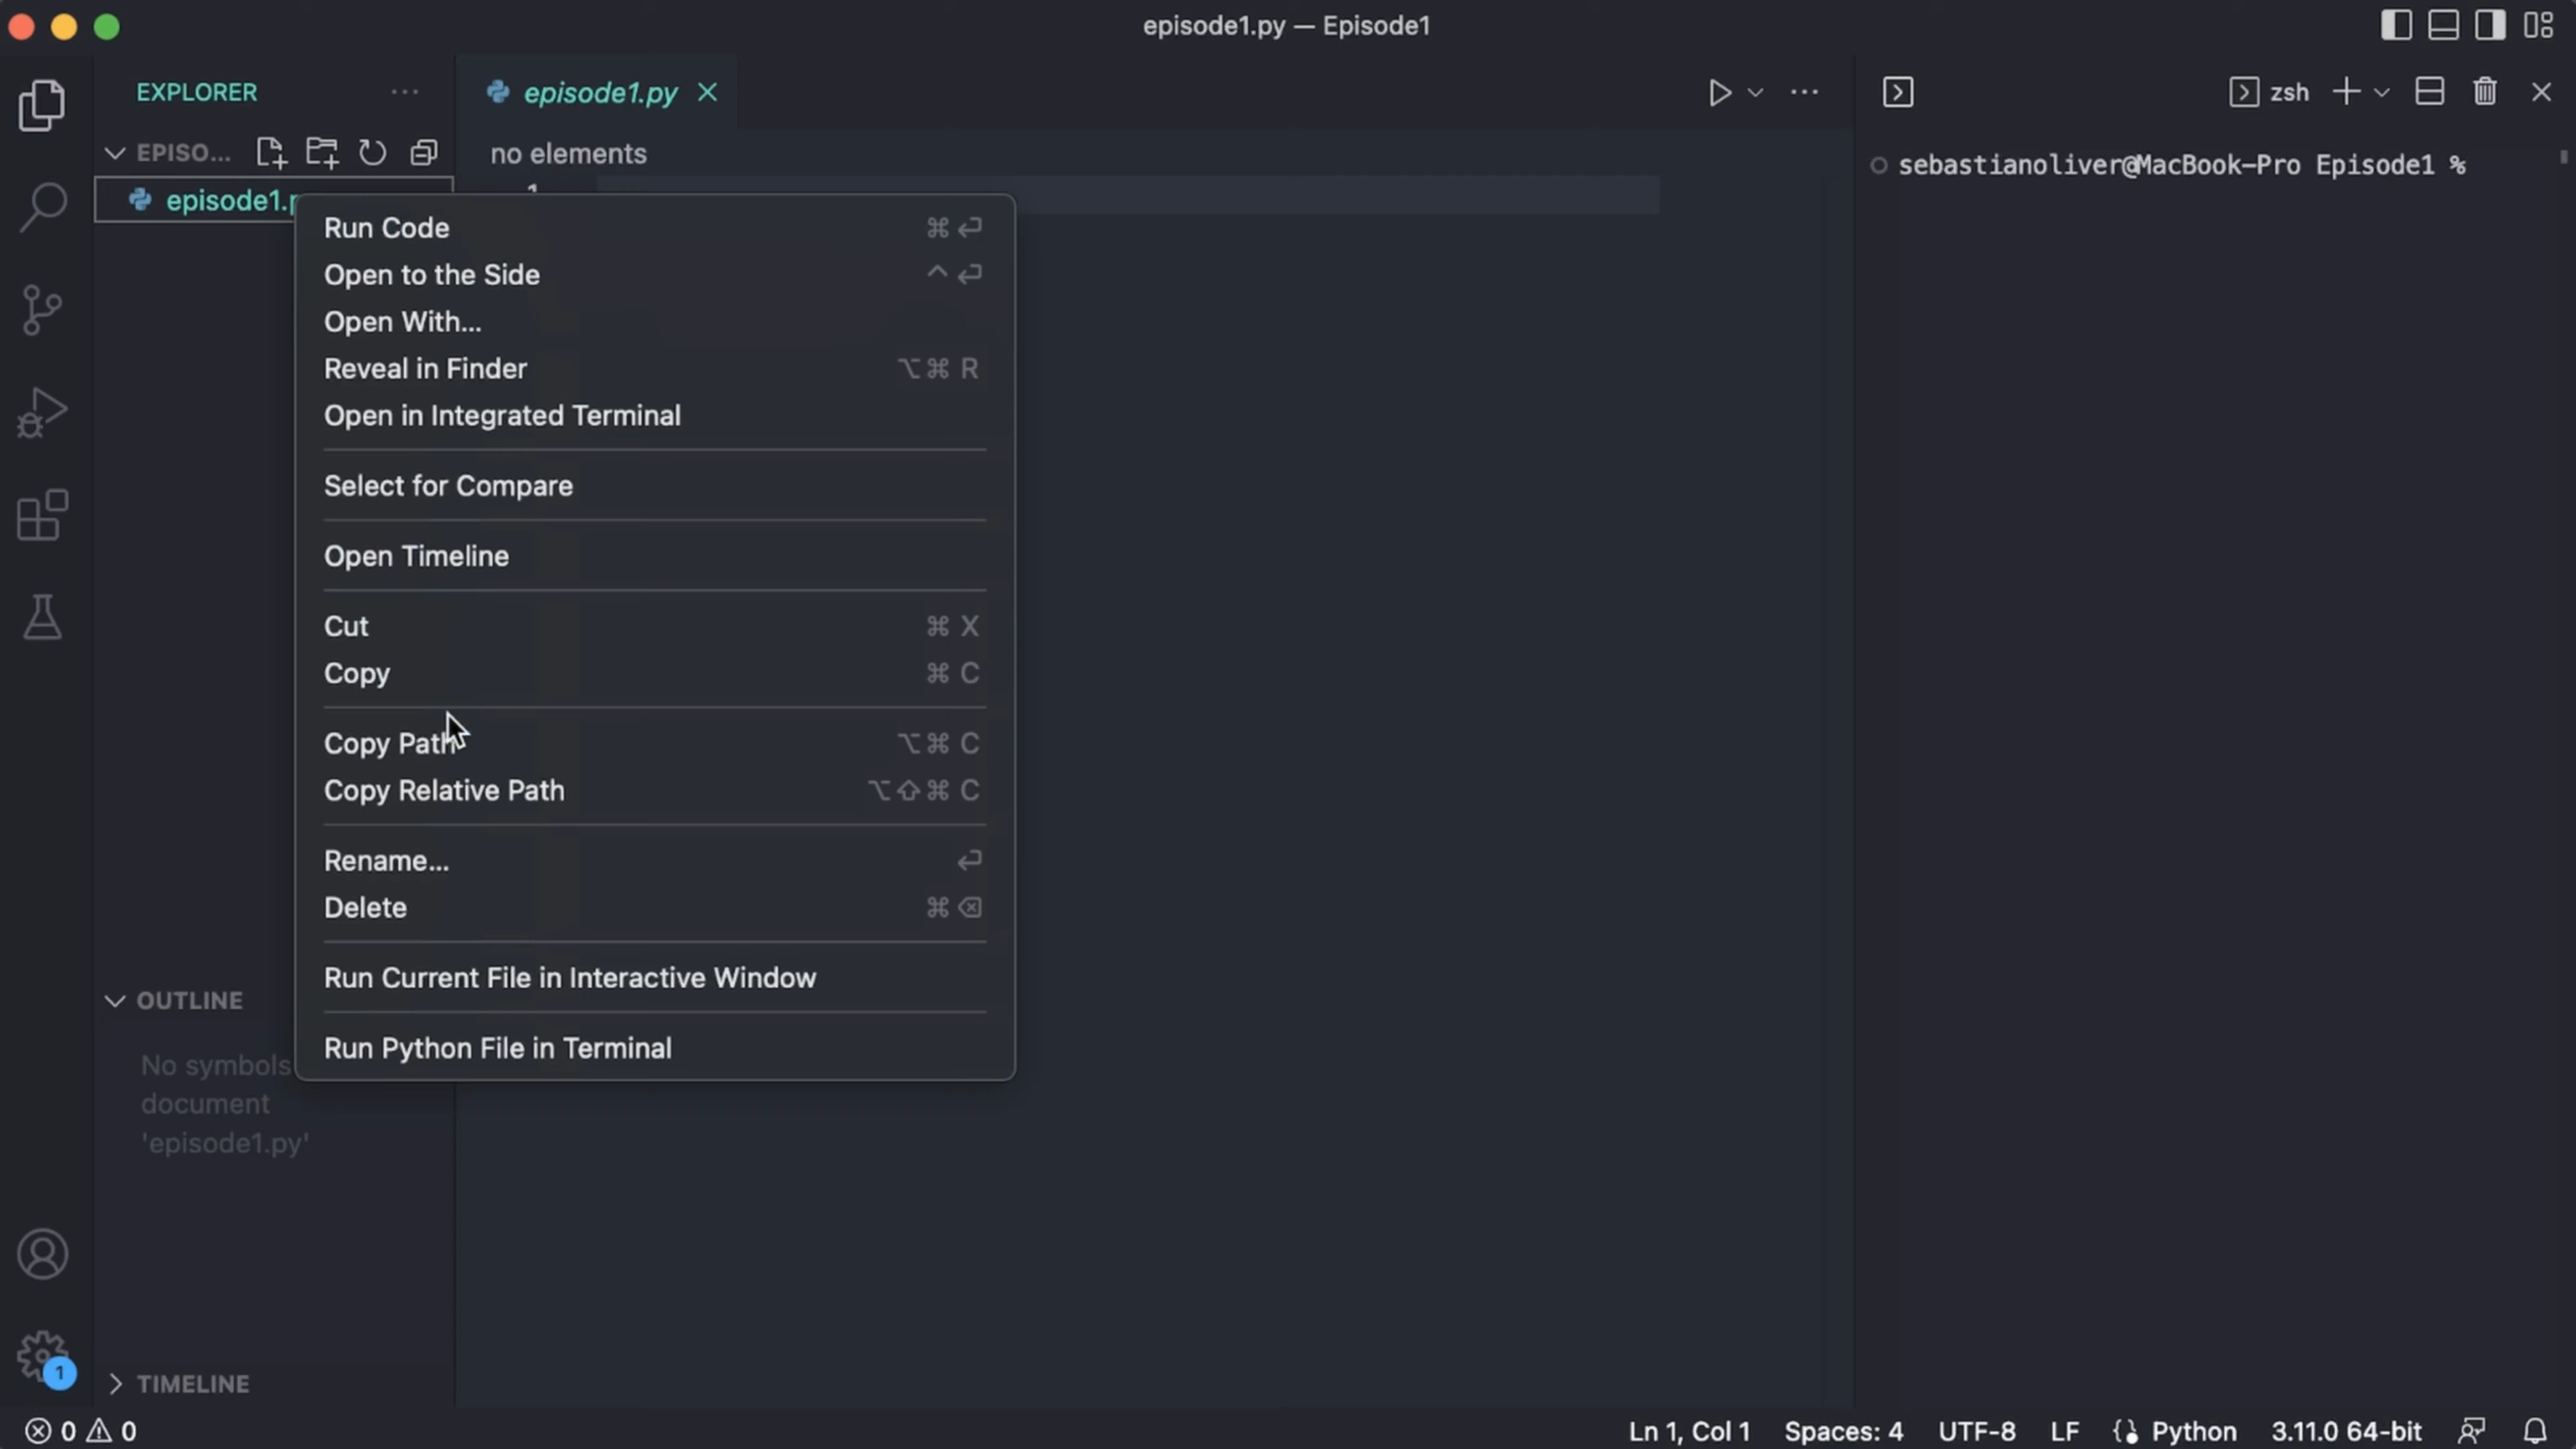 episode1.py — Episode1
EXPLORER
episode1.py
zsh
EPISO...
no elements
sebastianoliver@MacBook-Pro Episode1 %
episode1.p
1
Run Code ⌘ ↩
Open to the Side ^ ↩
Open With...
Reveal in Finder ⌥⌘ R
Open in Integrated Terminal
Select for Compare
Open Timeline
Cut ⌘ X
Copy ⌘ C
Copy Path ⌥⌘ C
Copy Relative Path ⌥⇧⌘ C
Rename... ↩
Delete ⌘ ⌫
Run Current File in Interactive Window
Run Python File in Terminal
OUTLINE
No symbols
document
'episode1.py'
1
TIMELINE
0 0
Ln 1, Col 1 Spaces: 4 UTF-8 LF Python 3.11.0 64-bit